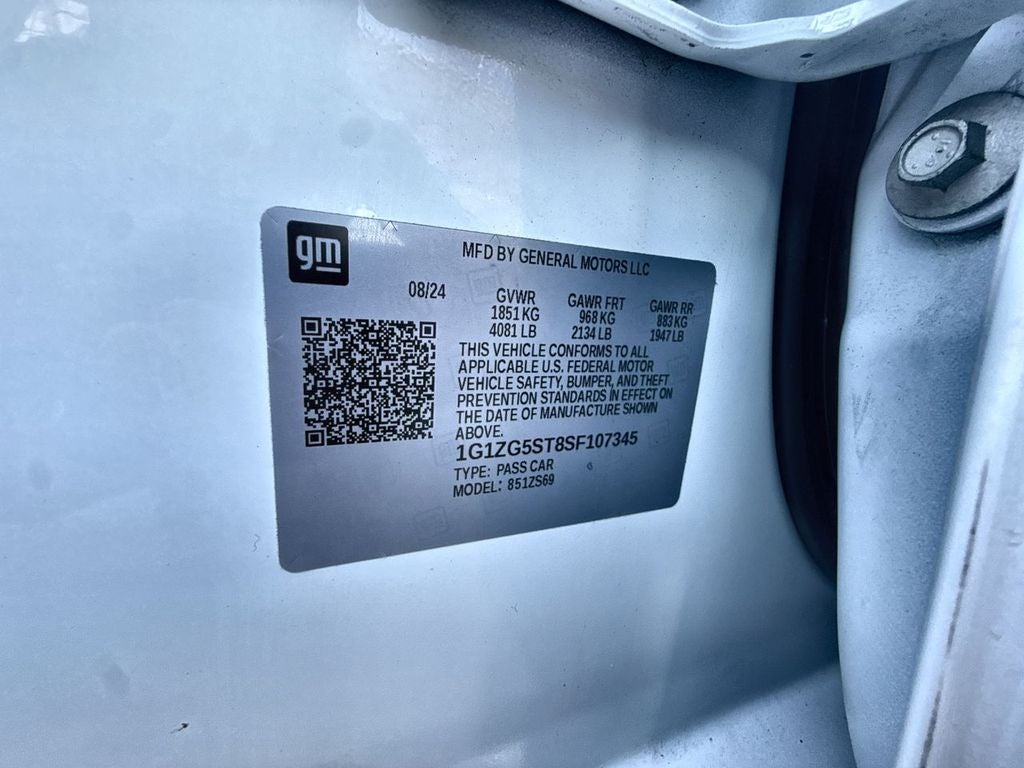 gm
MFD BY GENERAL MOTORS LLC
08/24
GVWR GAWR FRT GAWR RR
1851 KG 968 KG 883 KG
4081 LB 2134 LB 1947 LB
THIS VEHICLE CONFORMS TO ALL
APPLICABLE U.S. FEDERAL MOTOR
VEHICLE SAFETY, BUMPER, AND THEFT
PREVENTION STANDARDS IN EFFECT ON
THE DATE OF MANUFACTURE SHOWN
ABOVE.
1G1ZG5ST8SF107345
TYPE: PASS CAR
MODEL: 851ZS69